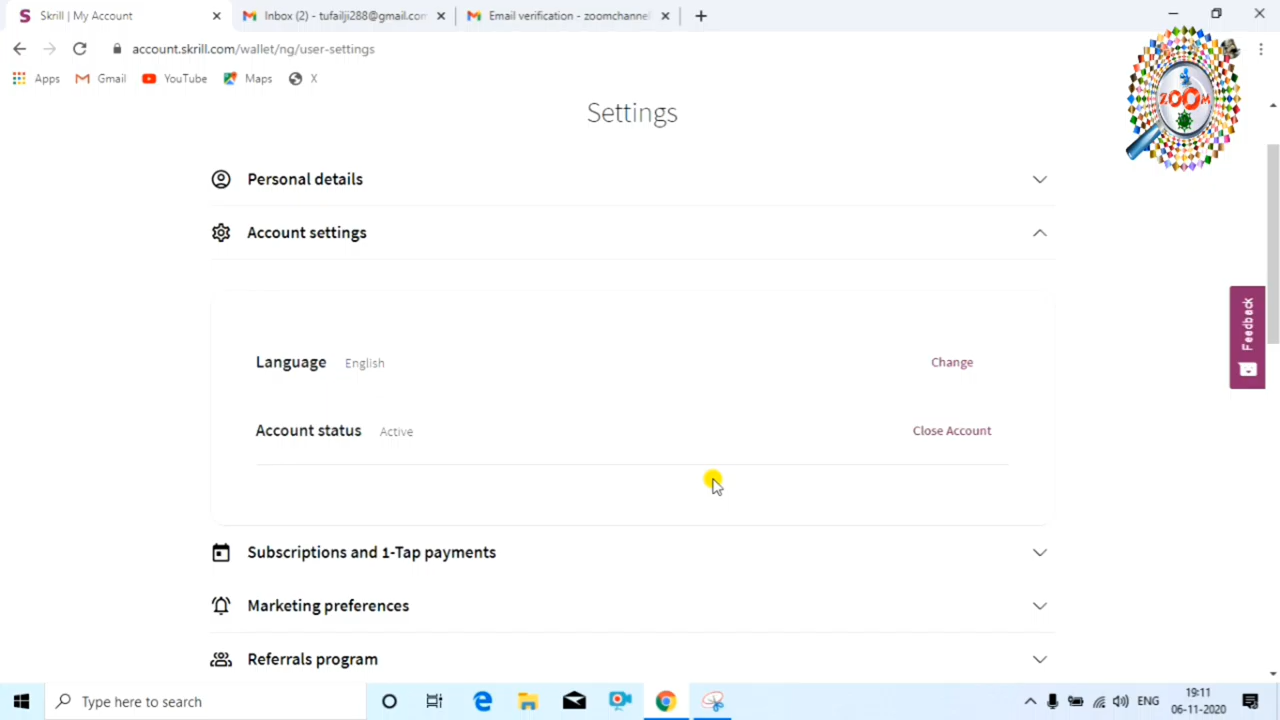 Skrill | My Account
Inbox (2) - tufailji288@gmail.com
Email verification - zoomchannel
account.skrill.com/wallet/ng/user-settings
Apps
Gmail
YouTube
Maps
X
ZOOM
Settings
Personal details
Account settings
Language English Change
Account status Active Close Account
Feedback
Subscriptions and 1-Tap payments
Marketing preferences
Referrals program
Type here to search
ENG
19:11
06-11-2020